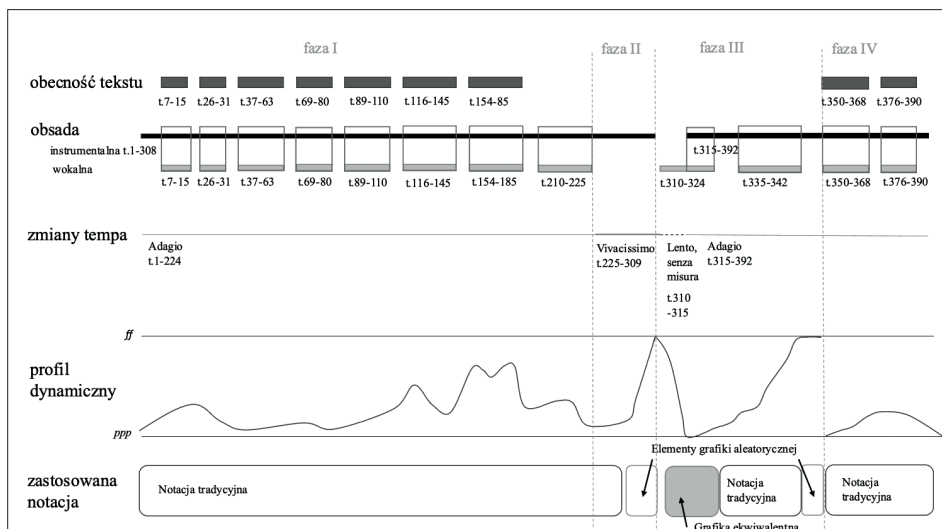 faza I faza II faza III faza IV
obecność tekstu
t.7-15 t.26-31 t.37-63 t.69-80 t.89-110 t.116-145 t.154-85 t.350-368 t.376-390
obsada
instrumentalna t.1-308 t.315-392
wokalna
t.7-15 t.26-31 t.37-63 t.69-80 t.89-110 t.116-145 t.154-185 t.210-225 t.310-324 t.335-342 t.350-368 t.376-390
zmiany tempa
Adagio Vivacissimo Lento, Adagio
t.1-224 t.225-309 senza t.315-392
misura
t.310
-315
ff
profil
dynamiczny
ppp
Elementy grafiki aleatorycznej
zastosowana
notacja
Notacja tradycyjna Notacja Notacja
tradycyjna tradycyjna
Grafika ekwiwalentna